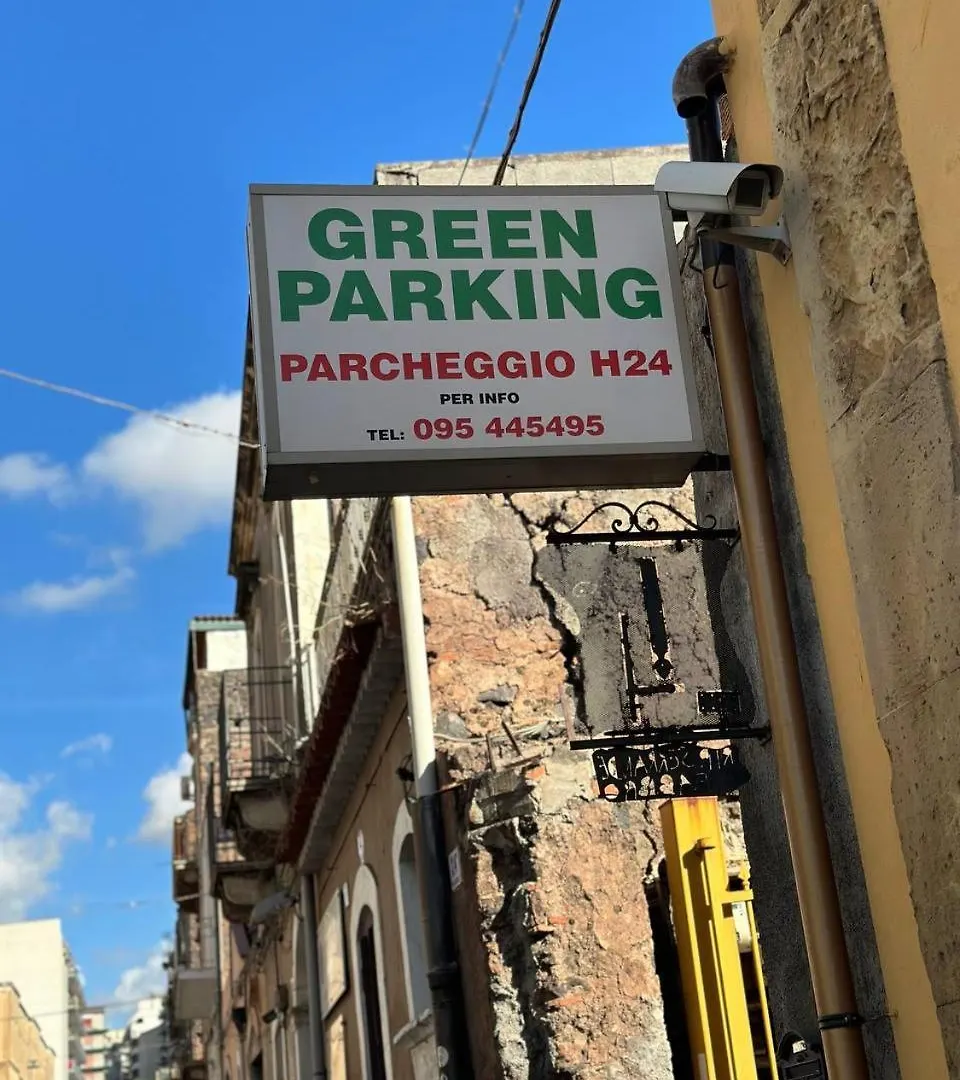 GREEN
PARKING
PARCHEGGIO H24
PER INFO
TEL: 095 445495